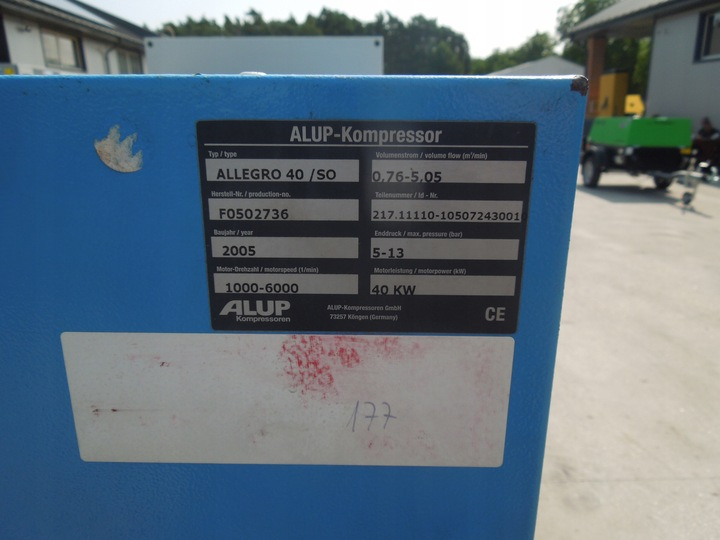 ALUP-Kompressor
Typ / type
Volumenstrom / volume flow (m³/min)
ALLEGRO 40 /SO
0,76-5,05
Herstell-Nr. / production-no.
Teilenummer / Id - Nr.
F0502736
217.11110-1050724300
Baujahr / year
Enddruck / max. pressure (bar)
2005
5-13
Motor-Drehzahl / motorspeed (1/min)
Motorleistung / motorpower (kW)
1000-6000
40 KW
ALUP
Kompressoren
ALUP-Kompressoren GmbH
73257 Köngen (Germany)
CE
177